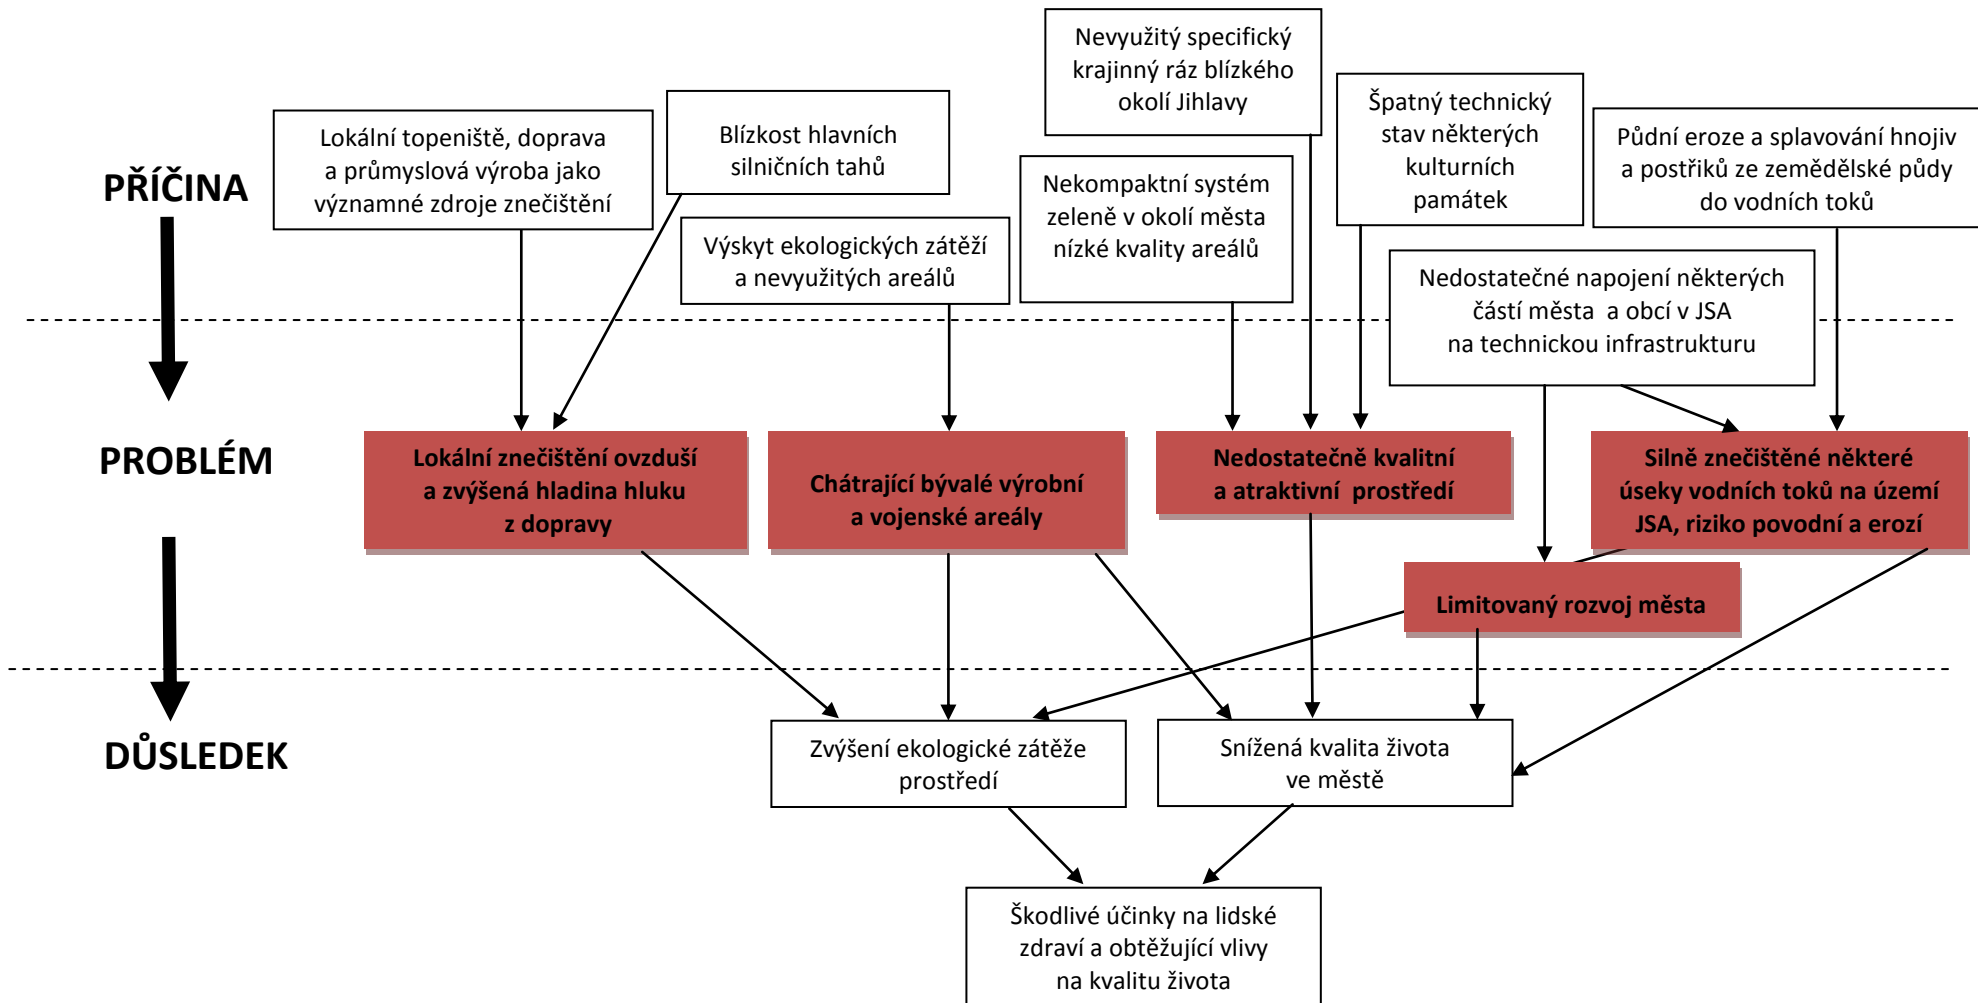 Nevyužitý specifický
krajinný ráz blízkého
okolí Jihlavy
Lokální topeniště, doprava
a průmyslová výroba jako
významné zdroje znečištění
Blízkost hlavních
silničních tahů
Špatný technický
stav některých
kulturních
památek
Půdní eroze a splavování hnojiv
a postřiků ze zemědělské půdy
do vodních toků
PŘÍČINA
Nekompaktní systém
zeleně v okolí města
nízké kvality areálů
Výskyt ekologických zátěží
a nevyužitých areálů
Nedostatečné napojení některých
částí města  a obcí v JSA
na technickou infrastrukturu
PROBLÉM
Lokální znečištění ovzduší
a zvýšená hladina hluku
z dopravy
Chátrající bývalé výrobní
a vojenské areály
Nedostatečně kvalitní
a atraktivní  prostředí
Silně znečištěné některé
úseky vodních toků na území
JSA, riziko povodní a erozí
Limitovaný rozvoj města
DŮSLEDEK
Zvýšení ekologické zátěže
prostředí
Snížená kvalita života
ve městě
Škodlivé účinky na lidské
zdraví a obtěžující vlivy
na kvalitu života